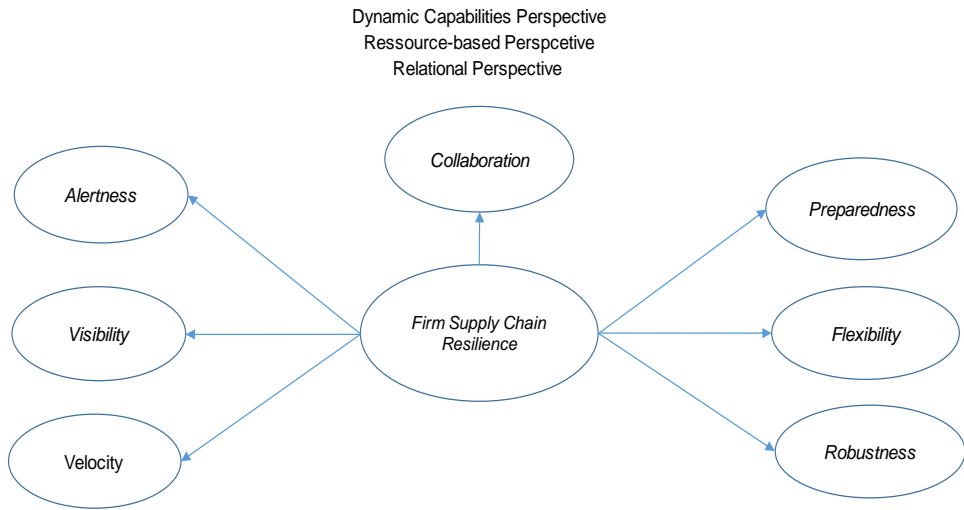 Dynamic Capabilities Perspective
Ressource-based Perspcetive
Relational Perspective
Collaboration
Alertness
Preparedness
Firm Supply Chain
Resilience
Visibility
Flexibility
Velocity
Robustness